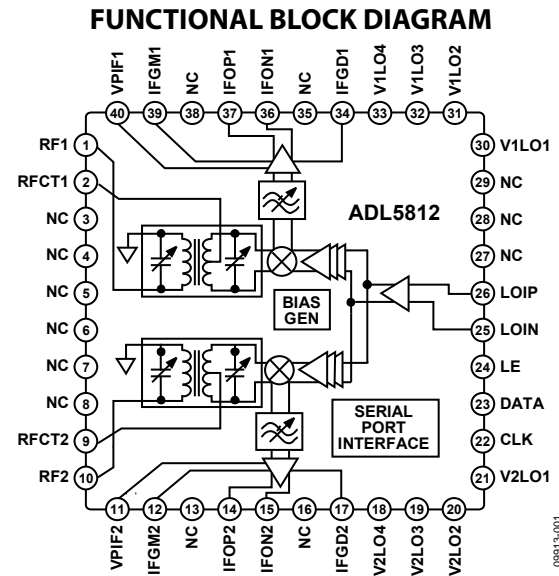 FUNCTIONAL BLOCK DIAGRAM
VPIF1
IFGM1
NC
IFOP1
IFON1
NC
IFGD1
V1LO4
V1LO3
V1LO2
40
39
38
37
36
35
34
33
32
31
RF1 1
RFCT1 2
NC 3
NC 4
NC 5
NC 6
NC 7
NC 8
RFCT2 9
RF2 10
ADL5812
BIAS
GEN
SERIAL
PORT
INTERFACE
30 V1LO1
29 NC
28 NC
27 NC
26 LOIP
25 LOIN
24 LE
23 DATA
22 CLK
21 V2LO1
11
12
13
14
15
16
17
18
19
20
VPIF2
IFGM2
NC
IFOP2
IFON2
NC
IFGD2
V2LO4
V2LO3
V2LO2
09913-001